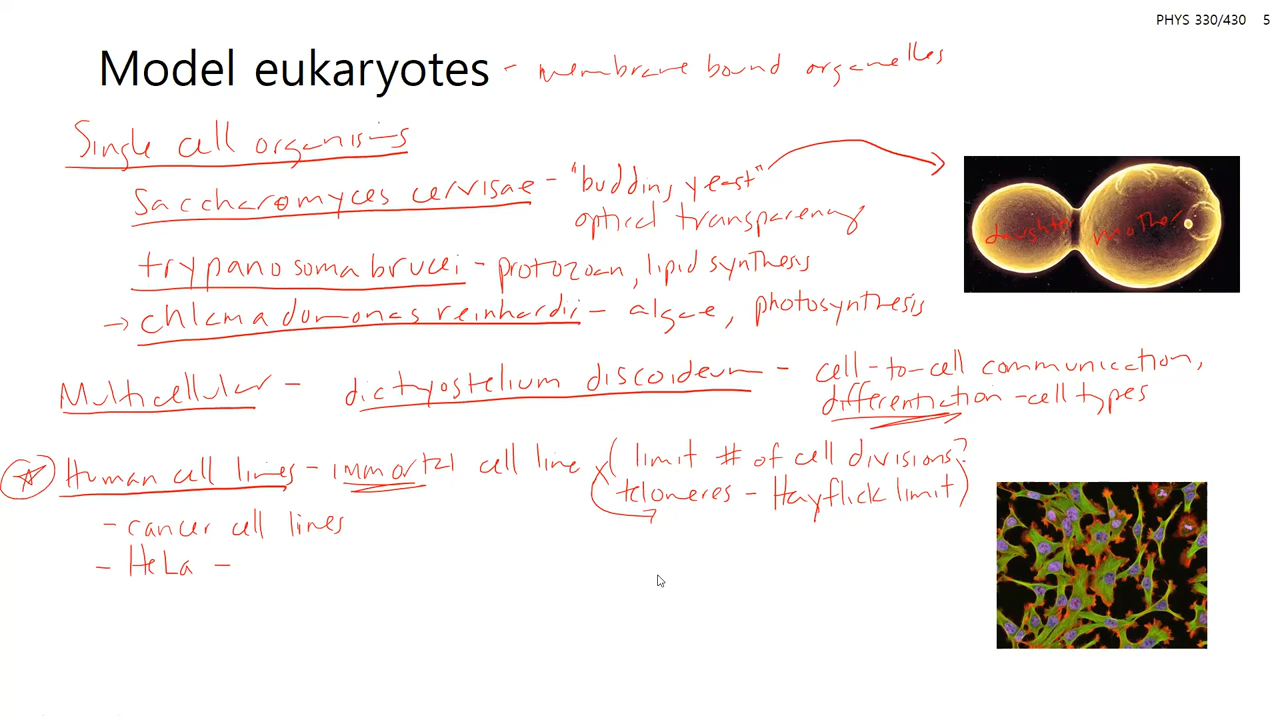 PHYS 330/430 5
Model eukaryotes - membrane bound organelles
Single cell organisms
Saccharomyces cervisae - "budding yeast"
optical transparency
daughter mother
trypanosoma brucei - protozoan, lipid synthesis
→ chlamadomonas reinhardii - algae, photosynthesis
Multicellular - dictyostelium discoideum - cell-to-cell communication,
differentiation - cell types
Human cell lines - immortal cell line (limit # of cell divisions?
telomeres - Hayflick limit)
- cancer cell lines
- HeLa -